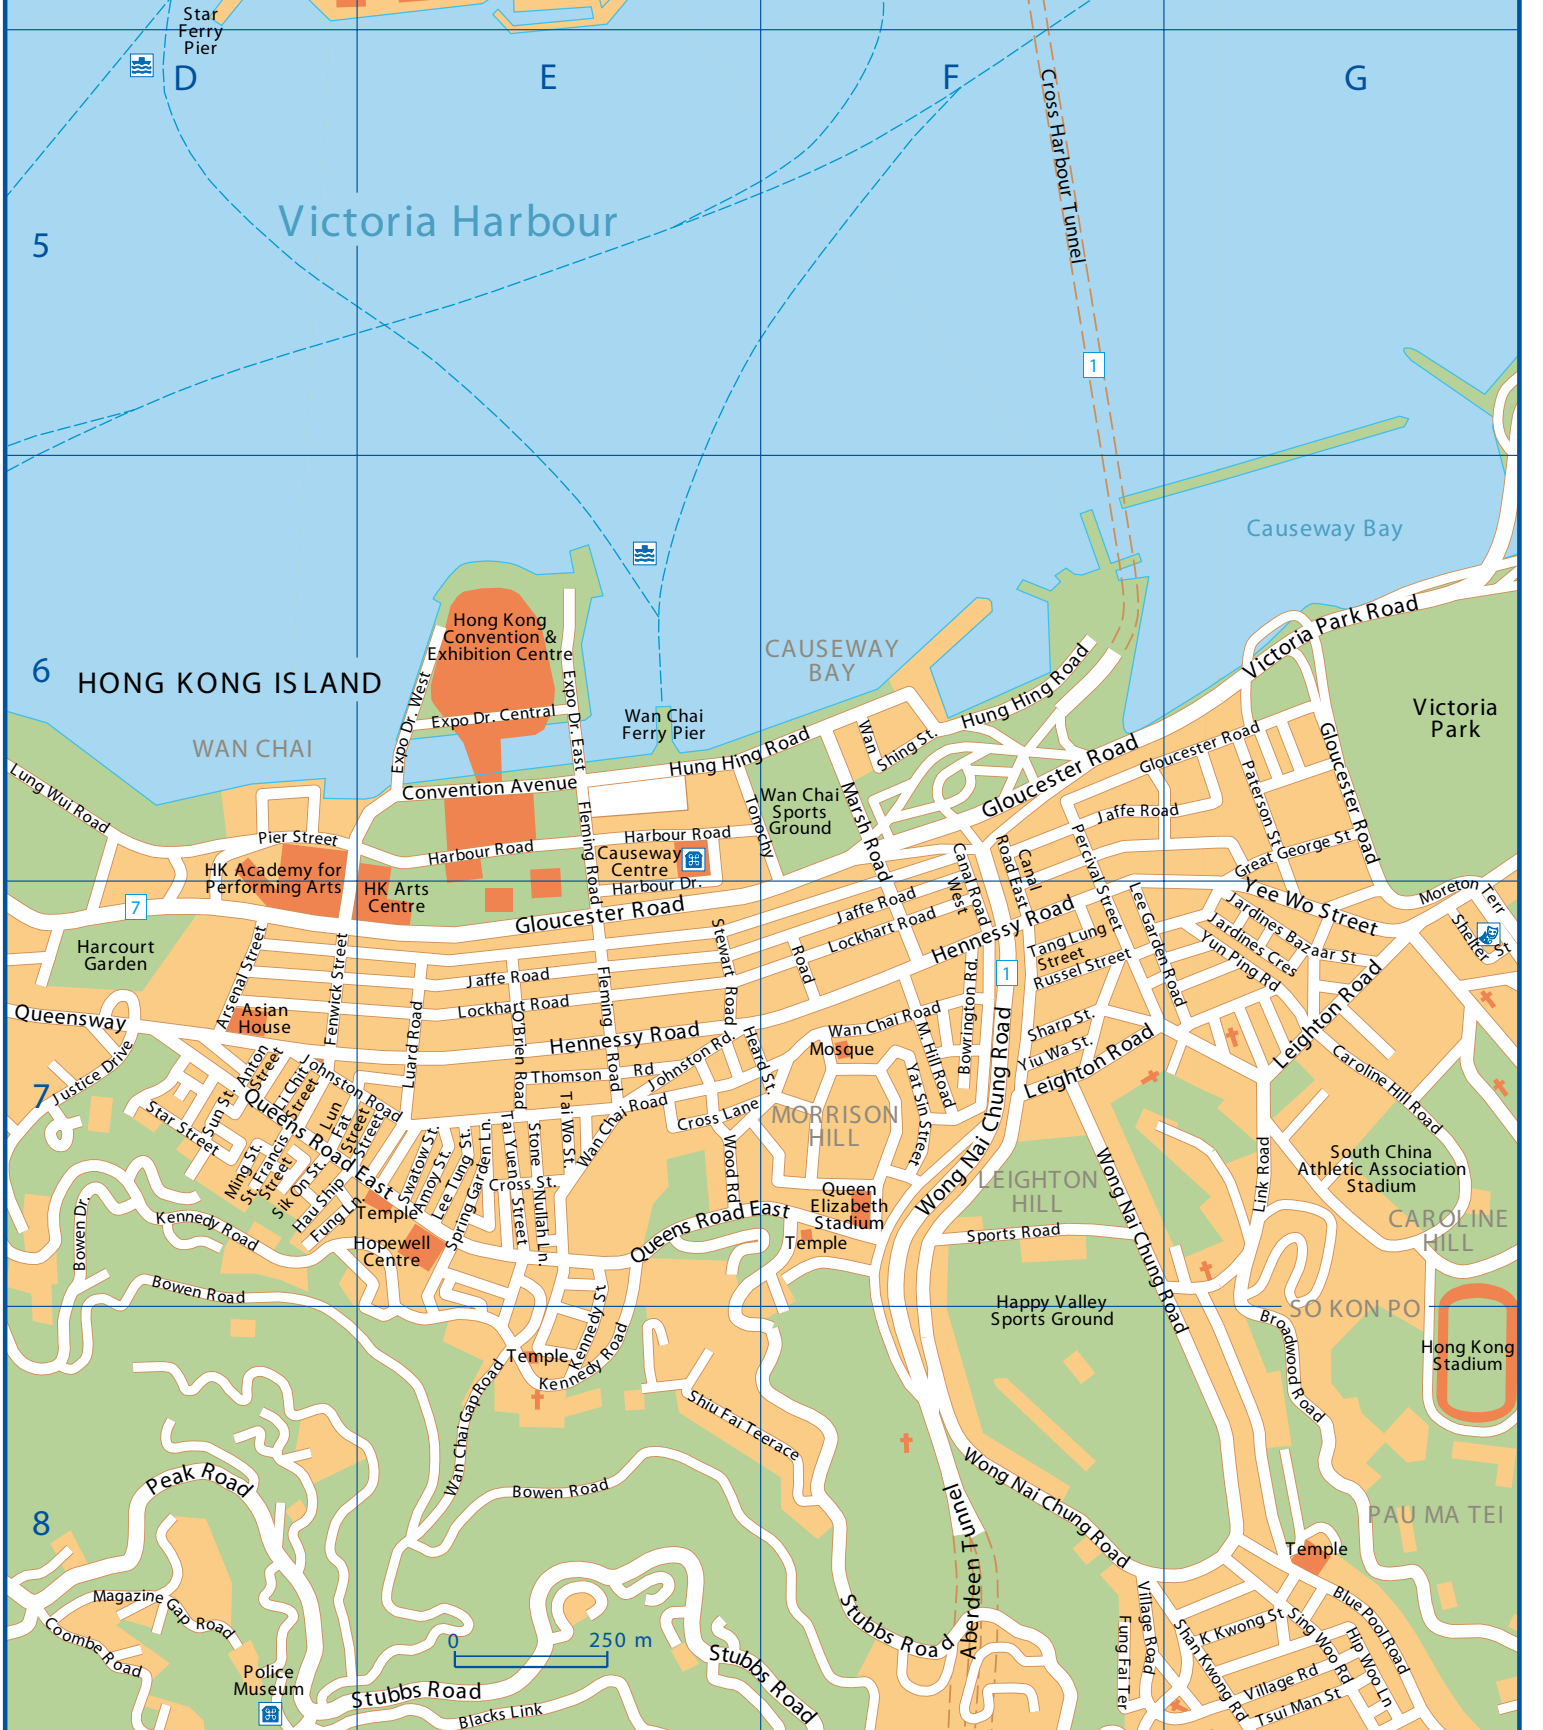 Star
Ferry
Pier
D
E
F
G
Cross Harbour Tunnel
Victoria Harbour
5
1
Causeway Bay
6
HONG KONG ISLAND
WAN CHAI
Hong Kong
Convention &
Exhibition Centre
Expo Dr. West
Expo Dr. Central
Expo Dr. East
Wan Chai
Ferry Pier
CAUSEWAY
BAY
Hung Hing Road
Victoria Park Road
Victoria
Park
Wan
Shing St.
Hung Hing Road
Lung Wui Road
Convention Avenue
Pier Street
Harbour Road
Harbour Road
Fleming Road
Tonochy
Wan Chai
Sports
Ground
Marsh Road
Gloucester Road
Gloucester Road
Gloucester Road
Jaffe Road
Paterson St
Percival Street
Great George St
HK Academy for
Performing Arts
HK Arts
Centre
Causeway
Centre
Harbour Dr.
Canal Road
West
Canal
Road East
7
Gloucester Road
Harcourt
Garden
Arsenal Street
Fenwick Street
Jaffe Road
Lockhart Road
Stewart Road
Road
Jaffe Road
Lockhart Road
Hennessy Road
Tang Lung
Street
Russel Street
1
Lee Garden Road
Yee Wo Street
Jardines Bazaar St
Jardines Cres
Yun Ping Rd
Moreton Terr
Shelter St
Leighton Road
Queensway
Asian
House
Luard Road
O'Brien Road
Fleming
Road
Hennessy Road
Thomson Rd
Johnston Rd.
Heard St.
Wan Chai Road
Mosque
M. Hill Road
Bowrington Rd.
Sharp St.
Yiu Wa St.
Leighton Road
Caroline Hill Road
7
Justice Drive
Star Street
Sun St.
Anton
Street
Li Chit
Street
Johnston Road
Queens Road East
Lun
Fat
Street
Ming St.
St. Francis
Street
Sik On St.
Hau Ship
Fung Ln.
Street
Swatow St.
Amoy St.
Lee Tung St.
Spring Garden Ln.
Tai Yuen
Street
Stone
Nullah Ln.
Cross St.
Tai Wo St.
Wan Chai Road
Cross Lane
Wood Rd
MORRISON
HILL
Yat Sin Street
Wong Nai Chung Road
LEIGHTON
HILL
Wong Nai Chung Road
Link Road
South China
Athletic Association
Stadium
CAROLINE
HILL
Bowen Dr.
Kennedy Road
Temple
Hopewell
Centre
Queens Road East
Queen
Elizabeth
Stadium
Temple
Sports Road
Bowen Road
Happy Valley
Sports Ground
SO KON PO
Broadwood Road
Hong Kong
Stadium
Temple
Kennedy St
Kennedy Road
Wan Chai Gap Road
Shiu Fai Teerace
Peak Road
Bowen Road
Wong Nai Chung Road
PAU MA TEI
8
Aberdeen Tunnel
Temple
Magazine Gap Road
Coombe Road
Blue Pool Road
Village Road
Fung Fai Ter
Shan Kwong Rd
K Kwong St
Sing Woo Rd
Hip Woo Ln
Village Rd
Tsui Man St
0
250 m
Stubbs Road
Police
Museum
Stubbs Road
Stubbs Road
Blacks Link